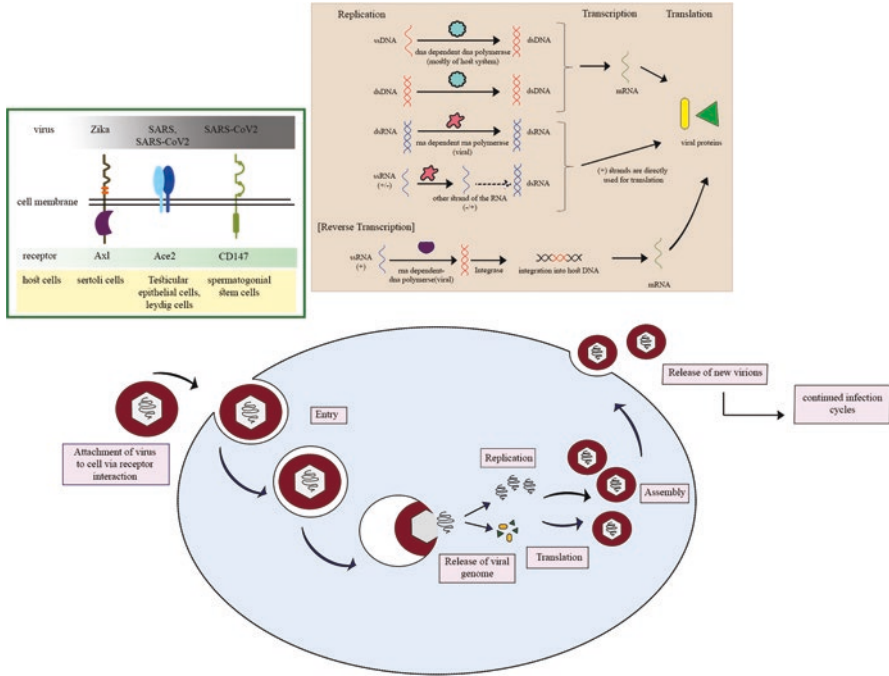 Replication
Transcription
Translation
ssDNA
dna dependent dna polymerase
(mostly of host system)
dsDNA
dsDNA
dsDNA
mRNA
viral proteins
dsRNA
rna dependent rna polymerase
(viral)
dsRNA
ssRNA
(+/-)
other strand of the RNA
(-/+)
dsRNA
(+) strands are directly
used for translation
[Reverse Transcription]
ssRNA
(+)
rna dependent-
dna polymerse(viral)
Integrase
integration into host DNA
mRNA
virus
Zika
SARS,
SARS-CoV2
SARS-CoV2
cell membrane
receptor
Axl
Ace2
CD147
host cells
sertoli cells
Testicular
epithelial cells,
leydig cells
spermatogonial
stem cells
Attachment of virus
to cell via receptor
interaction
Entry
Release of viral
genome
Replication
Translation
Assembly
Release of new virions
continued infection
cycles